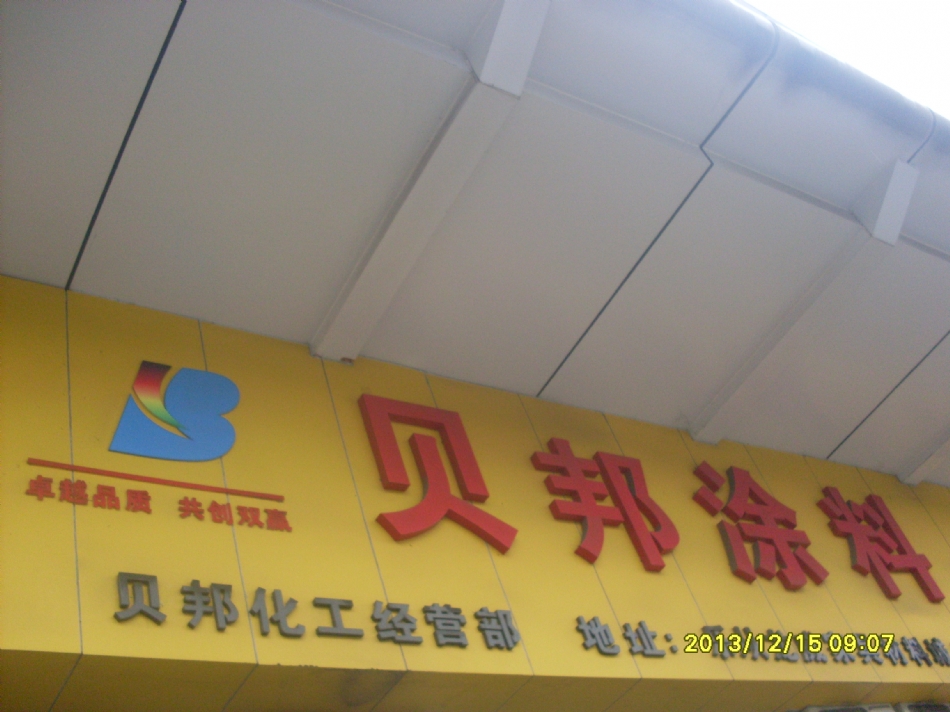 贝邦涂料
卓越品质 共创双赢
贝邦化工经营部 地址:
2013/12/15 09:07